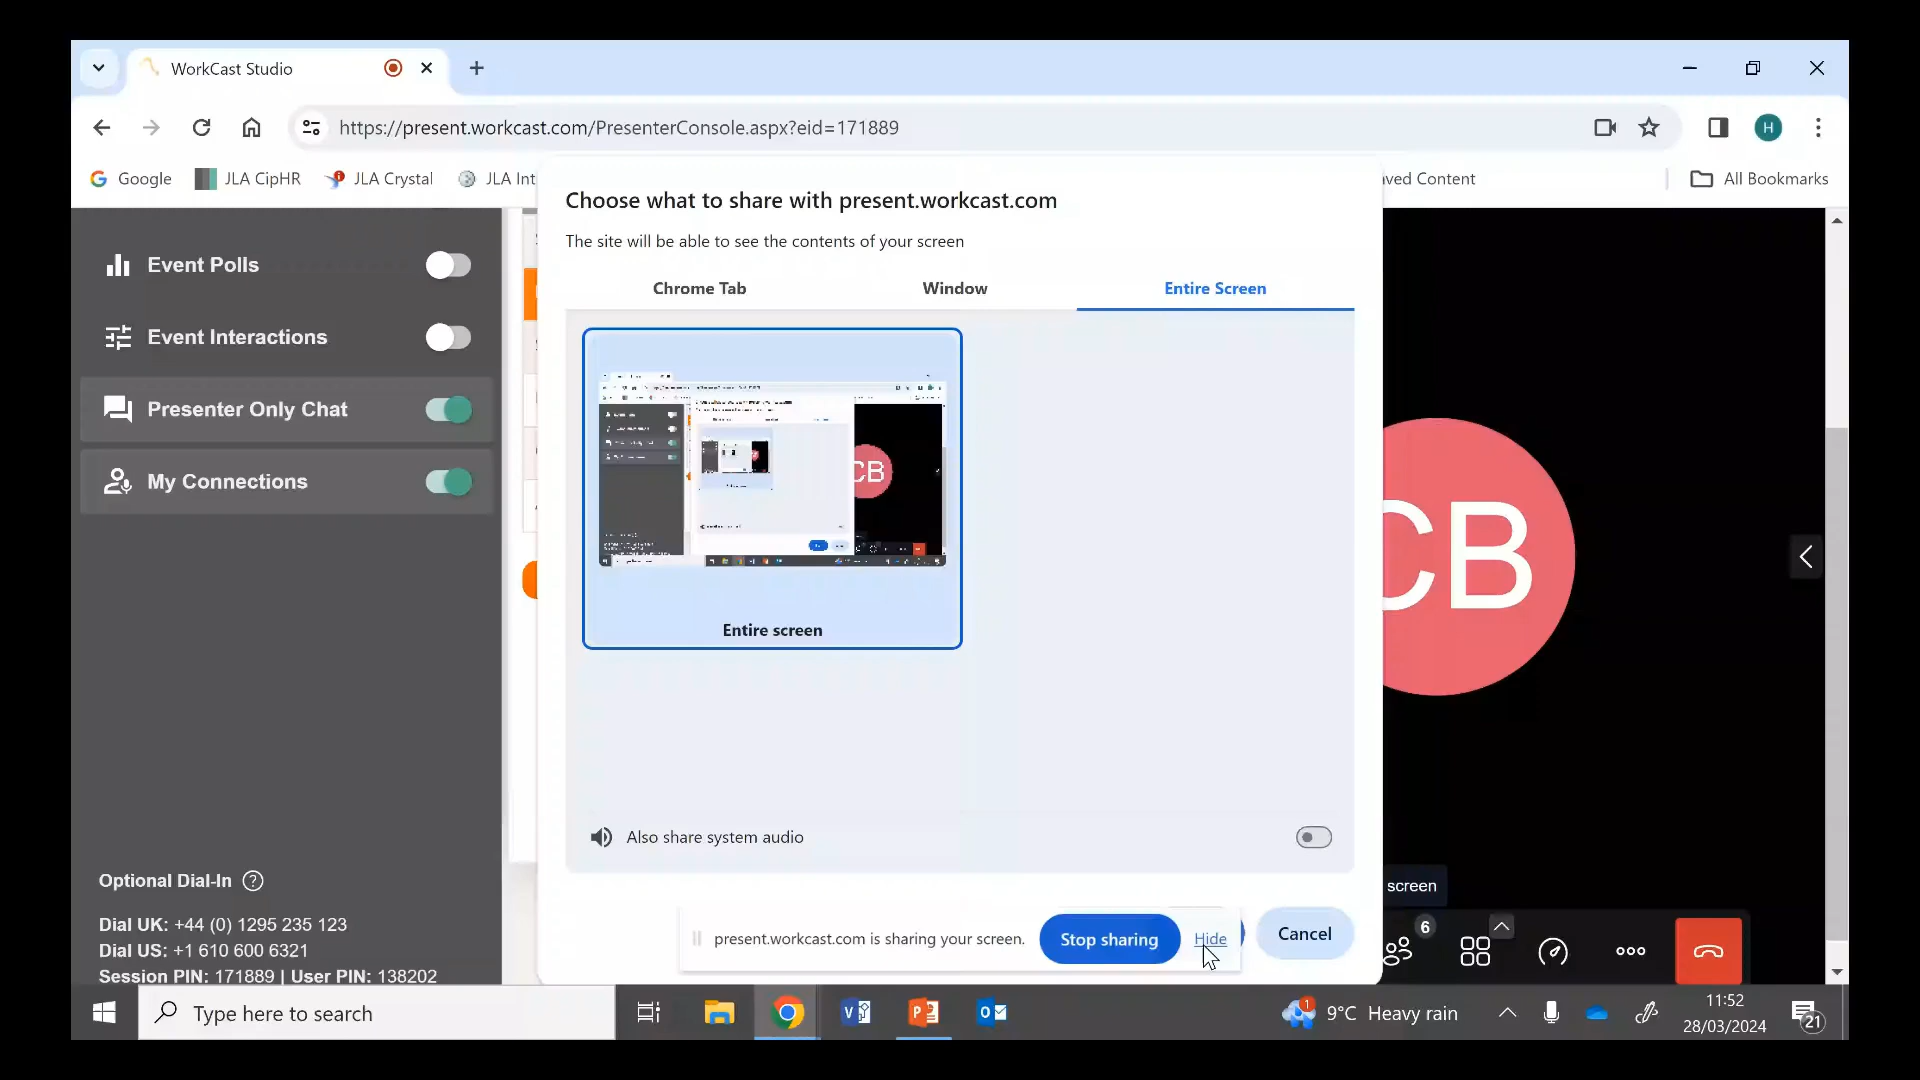 WorkCast Studio
https://present.workcast.com/PresenterConsole.aspx?eid=171889
H
Google
JLA CipHR
JLA Crystal
JLA Int
ved Content
All Bookmarks
Event Polls
Event Interactions
Presenter Only Chat
My Connections
Optional Dial-In ?
Dial UK: +44 (0) 1295 235 123
Dial US: +1 610 600 6321
Session PIN: 171889 | User PIN: 138202
Choose what to share with present.workcast.com
The site will be able to see the contents of your screen
Chrome Tab
Window
Entire Screen
CB
Entire screen
Also share system audio
present.workcast.com is sharing your screen.
Stop sharing
Hide
Cancel
CB
screen
6
Type here to search
1
9°C Heavy rain
11:52
28/03/2024
21